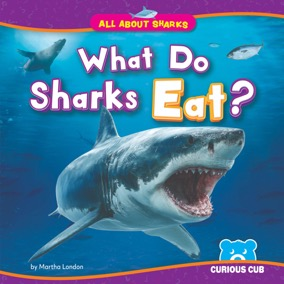 ALL ABOUT SHARKS
What Do
Sharks Eat?
by Martha London
CURIOUS CUB